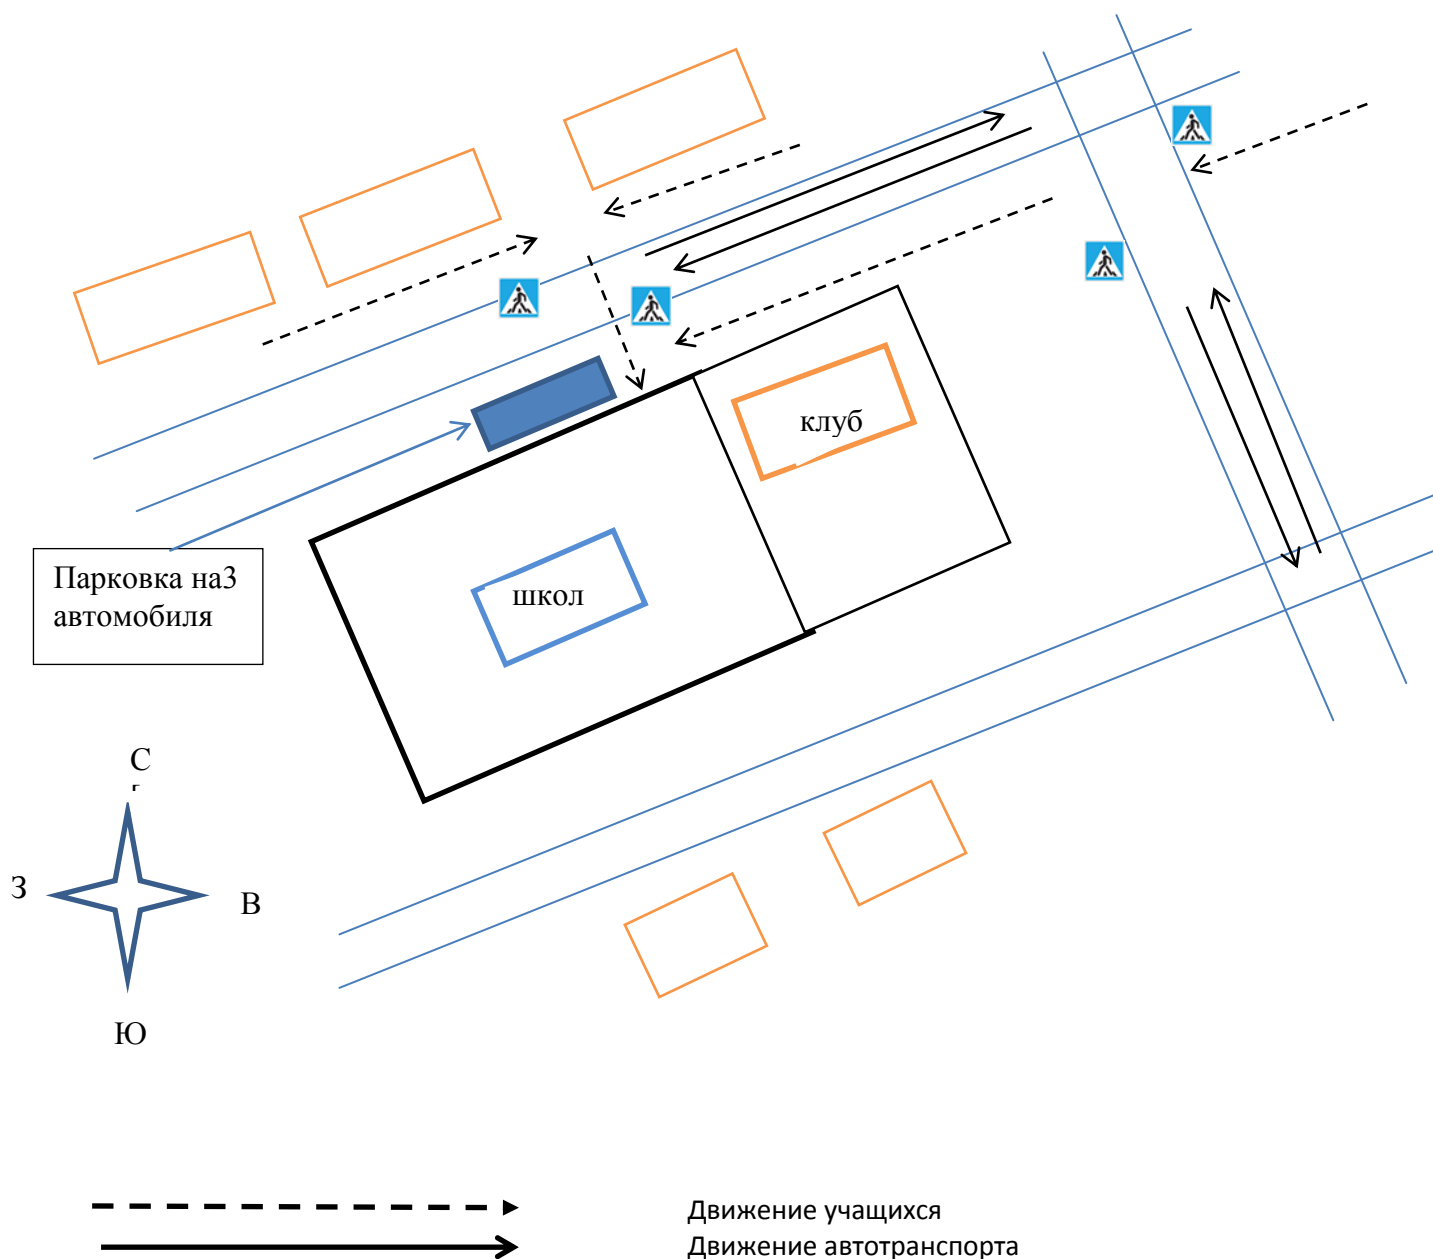 клуб
Парковка на3
автомобиля
школ
С
З
В
Ю
Движение учащихся
Движение автотранспорта